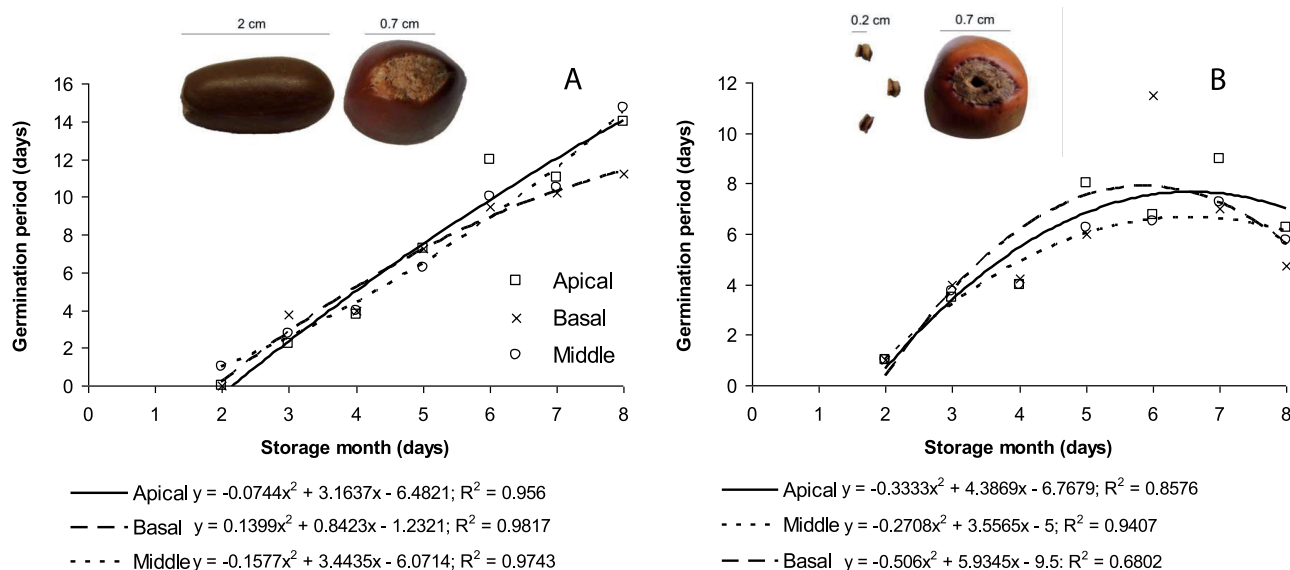 2 cm
0.7 cm
A
Germination period (days)
16
14
12
10
8
6
4
2
0
Apical
Basal
Middle
0 1 2 3 4 5 6 7 8
Storage month (days)
Apical y = -0.0744x² + 3.1637x - 6.4821; R² = 0.956
Basal y = 0.1399x² + 0.8423x - 1.2321; R² = 0.9817
Middle y = -0.1577x² + 3.4435x - 6.0714; R² = 0.9743
0.2 cm
0.7 cm
B
Germination period (days)
12
10
8
6
4
2
0
0 1 2 3 4 5 6 7 8
Storage month (days)
Apical y = -0.3333x² + 4.3869x - 6.7679; R² = 0.8576
Middle y = -0.2708x² + 3.5565x - 5; R² = 0.9407
Basal y = -0.506x² + 5.9345x - 9.5: R² = 0.6802